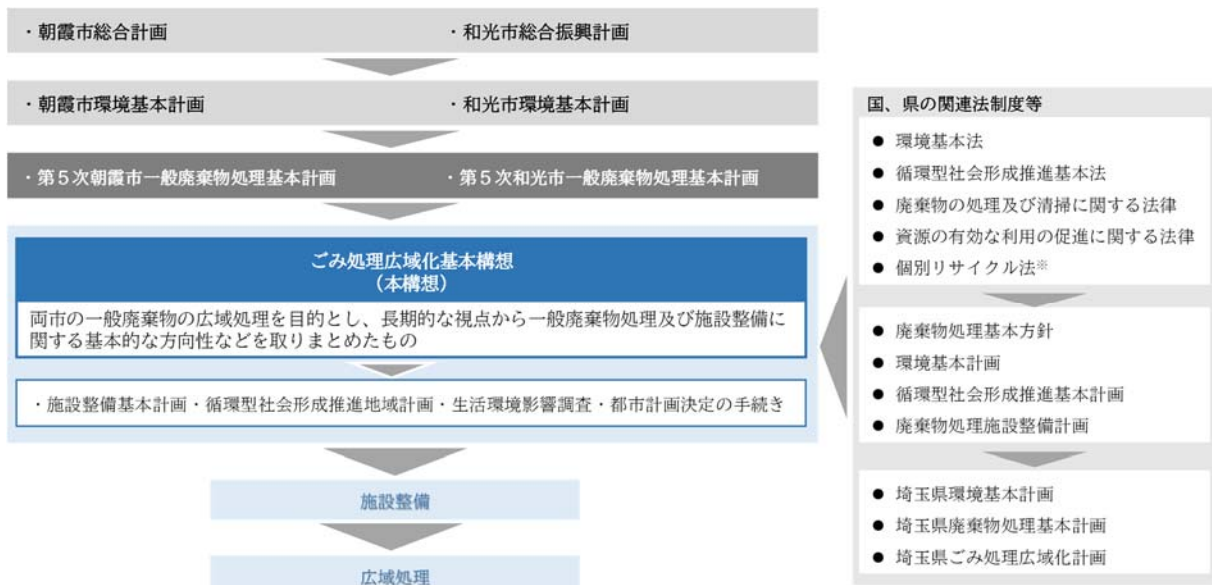 ・朝霞市総合計画
・和光市総合振興計画
・朝霞市環境基本計画
・和光市環境基本計画
・第５次朝霞市一般廃棄物処理基本計画
・第５次和光市一般廃棄物処理基本計画
ごみ処理広域化基本構想
（本構想）
両市の一般廃棄物の広域処理を目的とし、長期的な視点から一般廃棄物処理及び施設整備に
関する基本的な方向性などを取りまとめたもの
・施設整備基本計画・循環型社会形成推進地域計画・生活環境影響調査・都市計画決定の手続き
施設整備
広域処理
国、県の関連法制度等
● 環境基本法
● 循環型社会形成推進基本法
● 廃棄物の処理及び清掃に関する法律
● 資源の有効な利用の促進に関する法律
● 個別リサイクル法※
● 廃棄物処理基本方針
● 環境基本計画
● 循環型社会形成推進基本計画
● 廃棄物処理施設整備計画
● 埼玉県環境基本計画
● 埼玉県廃棄物処理基本計画
● 埼玉県ごみ処理広域化計画